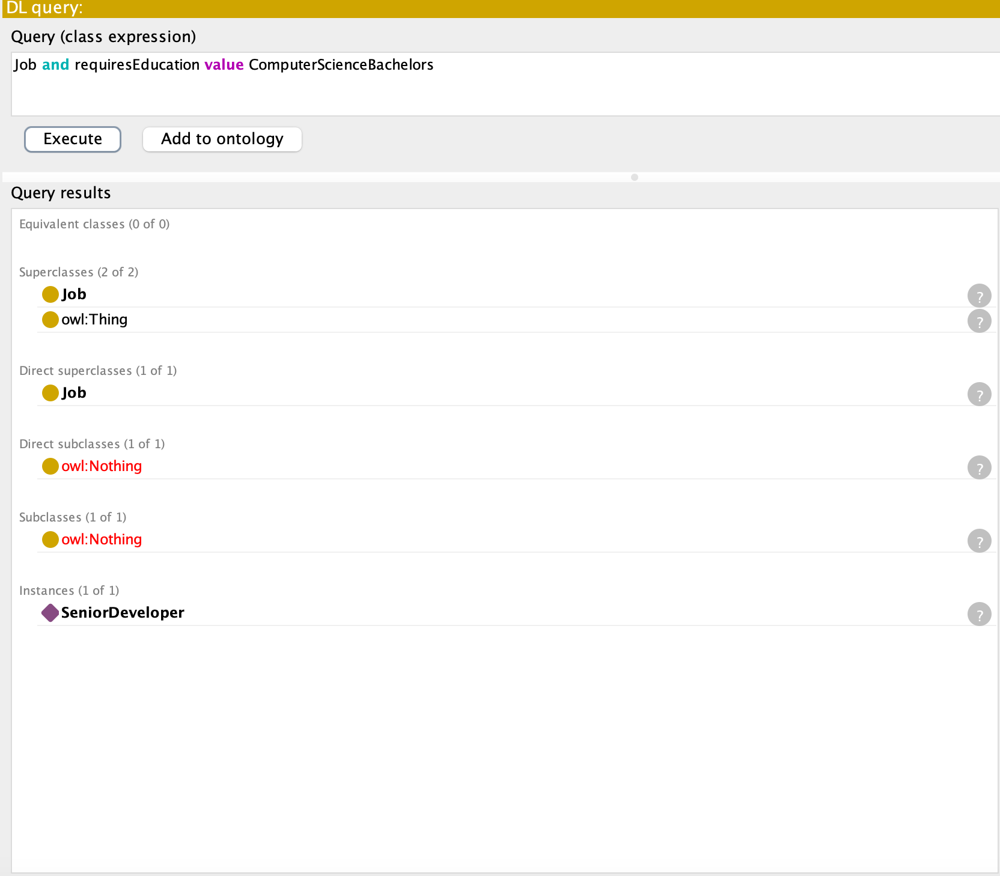 DL query:
Query (class expression)
Job and requiresEducation value ComputerScienceBachelors
Execute Add to ontology
Query results
Equivalent classes (0 of 0)
Superclasses (2 of 2)
Job ?
owl:Thing ?
Direct superclasses (1 of 1)
Job ?
Direct subclasses (1 of 1)
owl:Nothing ?
Subclasses (1 of 1)
owl:Nothing ?
Instances (1 of 1)
SeniorDeveloper ?